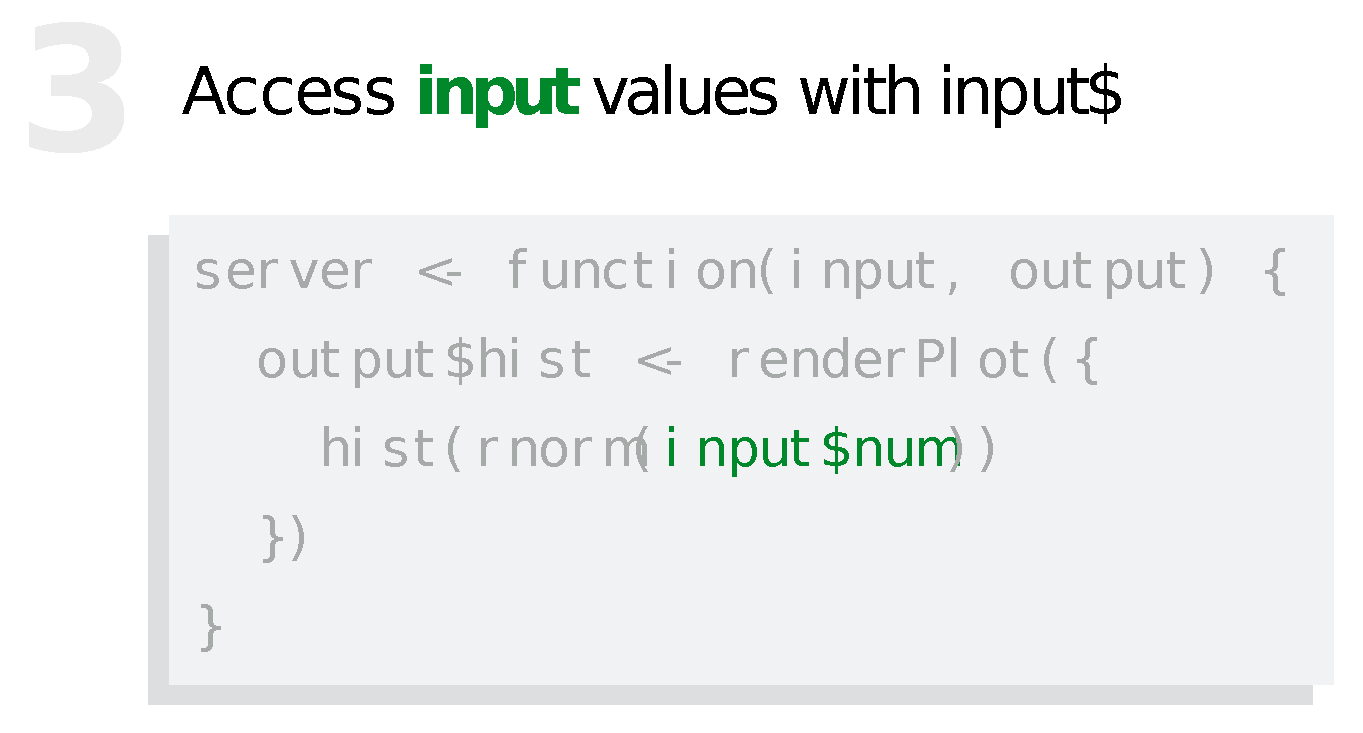 3
Access input values with input$
server <- function(input, output) {
  output$hist <- renderPlot({
    hist(rnorm(input$num))
  })
}